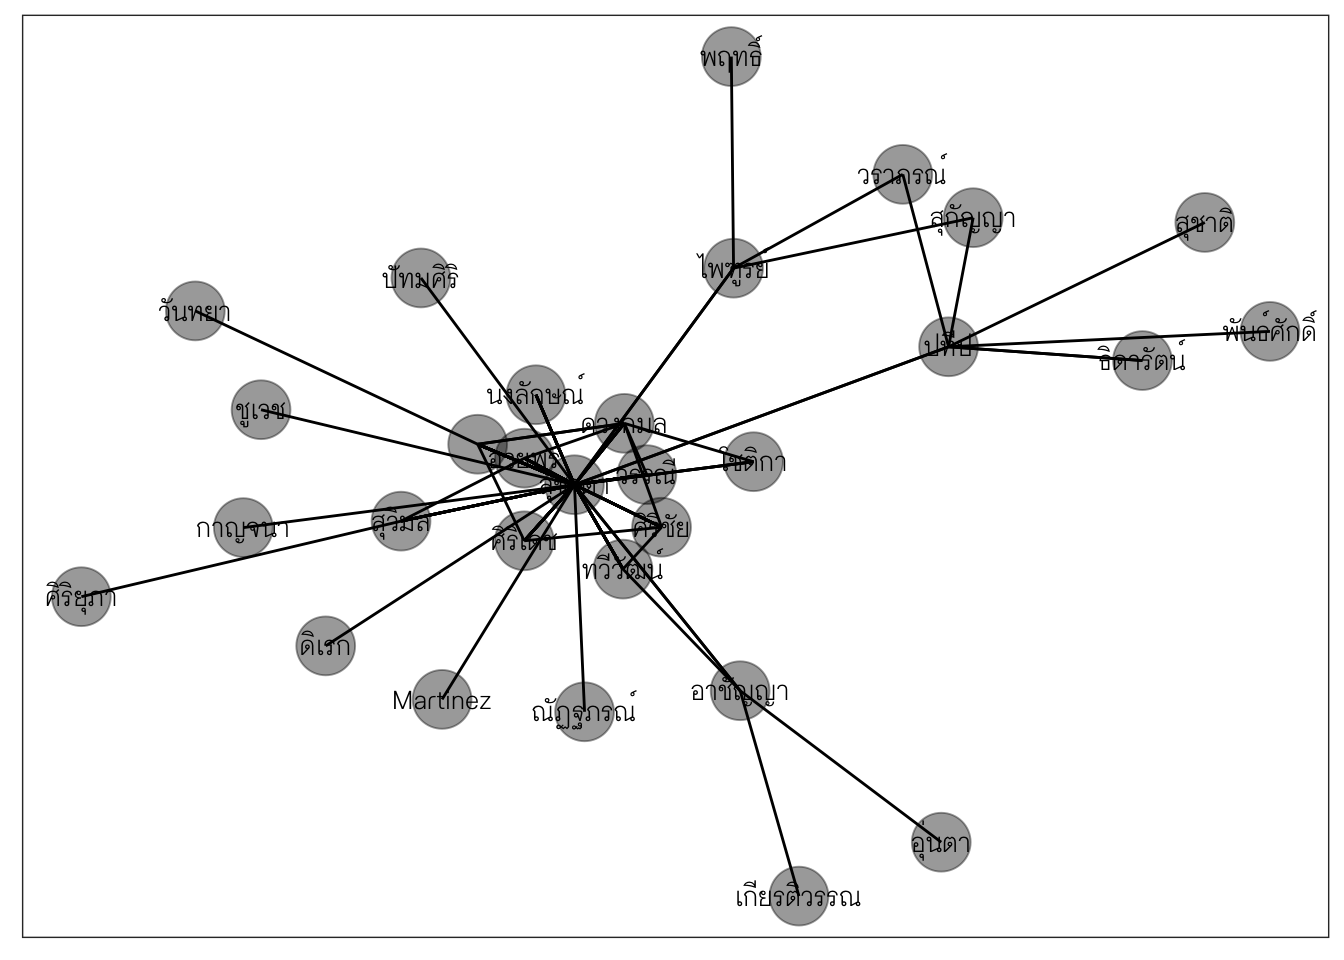 พฤทธิ์
วราภรณ์
สุกัญญา
สุชาติ
ไพฑูรย์
ปัทมศิริ
วันทยา
พันธ์ศักดิ์
ปทีป
ธิดารัตน์
นงลักษณ์
ชูเวช
ดวงกมล
อวยพร
โชติกา
วรรณี
สุวิมล
กาญจนา
ศิริชัย
ศิริเดช
ทวีวัฒน์
ศิริยุภา
ดิเรก
อาชัญญา
Martinez
ณัฏฐภรณ์
อุ่นตา
เกียรติวรรณ